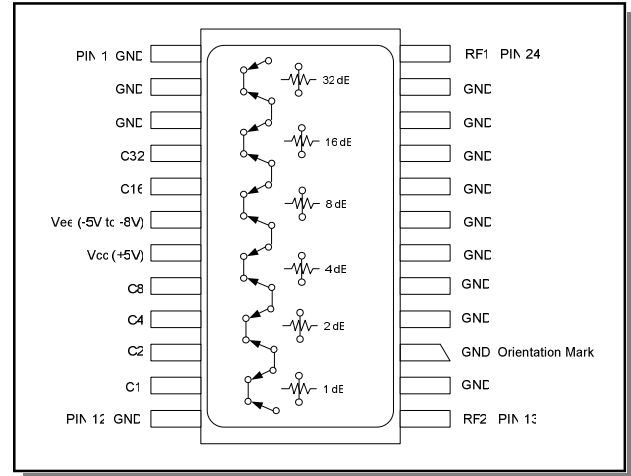 PIN 1 GND
GND
GND
C32
C16
Vee (-5V to -8V)
Vcc (+5V)
C8
C4
C2
C1
PIN 12 GND
32 dB
16 dB
8 dB
4 dB
2 dB
1 dB
RF1 PIN 24
GND
GND
GND
GND
GND
GND
GND
GND
GND Orientation Mark
GND
RF2 PIN 13